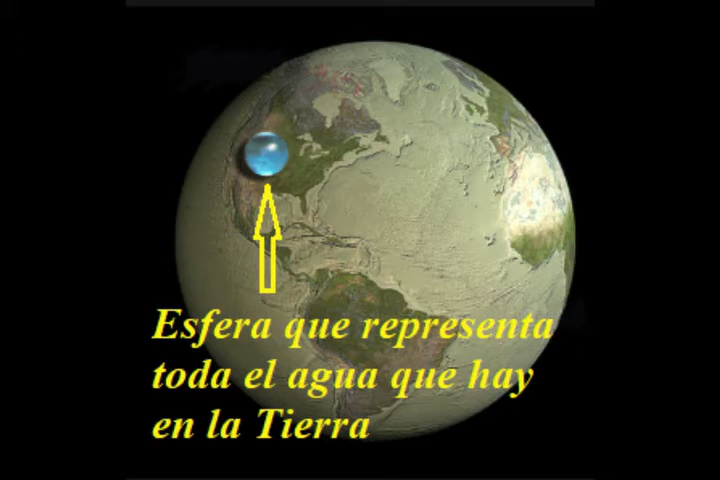 Esfera que representa
toda el agua que hay
en la Tierra